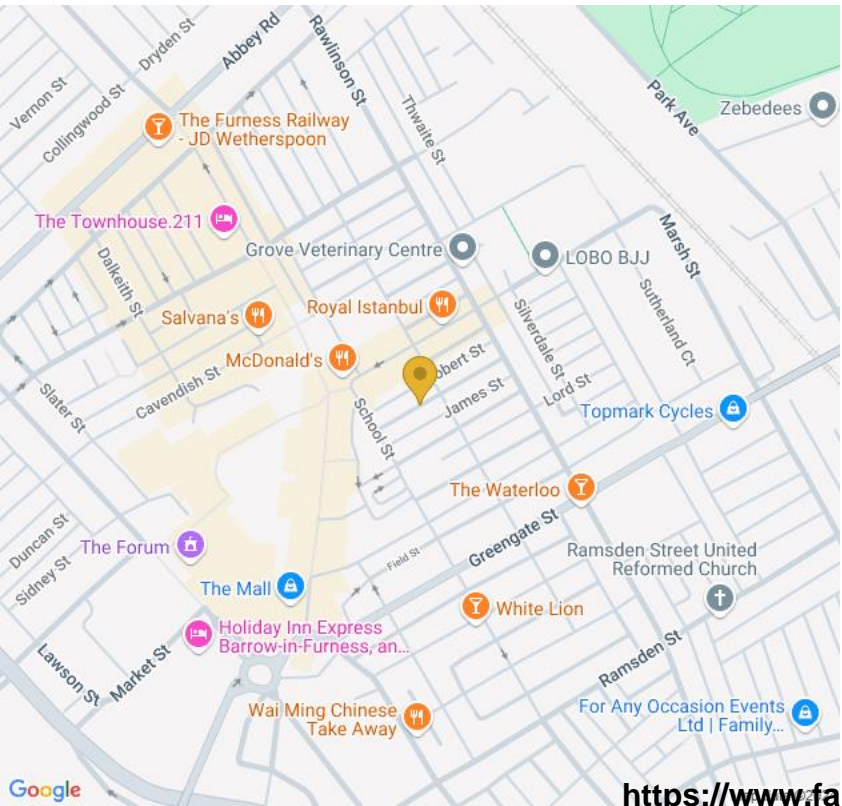 Dryden St
Abbey Rd
Rawlinson St
Vernon St
Collingwood St
The Furness Railway
- JD Wetherspoon
Thwaite St
Park Ave
Zebedees
The Townhouse.211
Grove Veterinary Centre
LOBO BJJ
Marsh St
Dalkeith St
Salvana's
Royal Istanbul
Silverdale St
Sutherland Ct
McDonald's
obert St
Cavendish St
James St
Lord St
Slater St
School St
Topmark Cycles
The Waterloo
Greengate St
Duncan St
Sidney St
The Forum
Field St
Ramsden Street United
Reformed Church
The Mall
White Lion
Holiday Inn Express
Barrow-in-Furness, an...
Lawson St
Market St
Ramsden St
Wai Ming Chinese
Take Away
For Any Occasion Events
Ltd | Family...
Google
https://www.fa